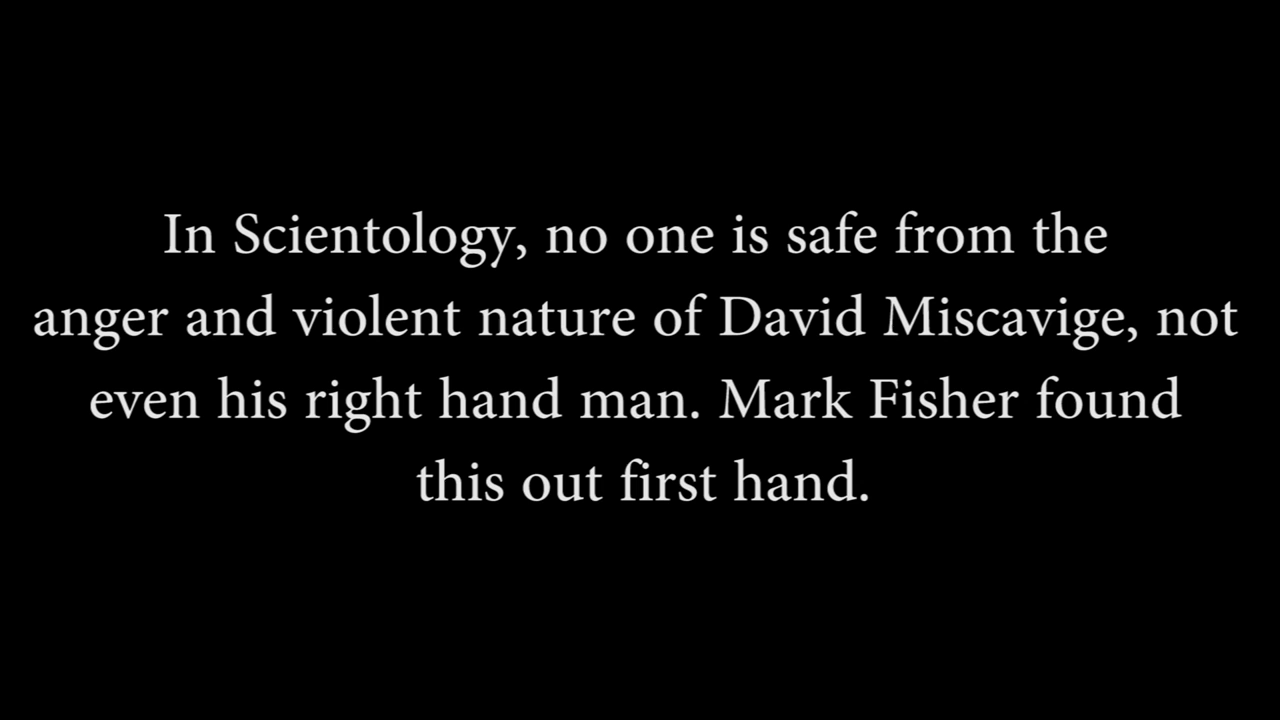 In Scientology, no one is safe from the
anger and violent nature of David Miscavige, not
even his right hand man. Mark Fisher found
this out first hand.